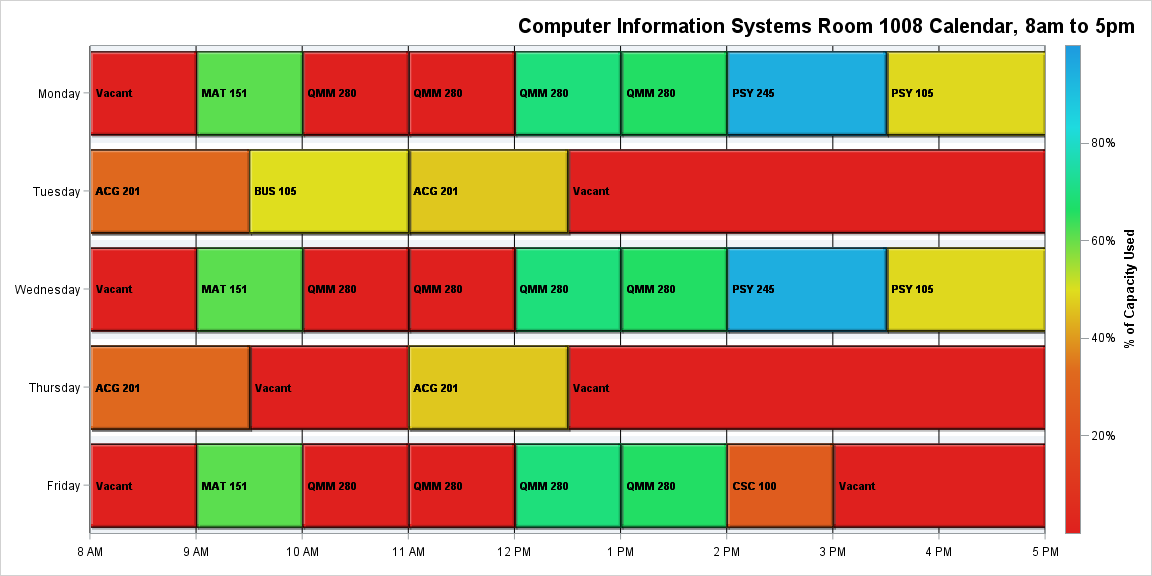 Computer Information Systems Room 1008 Calendar, 8am to 5pm
Monday
Vacant
MAT 151
QMM 280
QMM 280
QMM 280
QMM 280
PSY 245
PSY 105
Tuesday
ACG 201
BUS 105
ACG 201
Vacant
Wednesday
Vacant
MAT 151
QMM 280
QMM 280
QMM 280
QMM 280
PSY 245
PSY 105
Thursday
ACG 201
Vacant
ACG 201
Vacant
Friday
Vacant
MAT 151
QMM 280
QMM 280
QMM 280
QMM 280
CSC 100
Vacant
8 AM
9 AM
10 AM
11 AM
12 PM
1 PM
2 PM
3 PM
4 PM
5 PM
80%
60%
40%
20%
% of Capacity Used